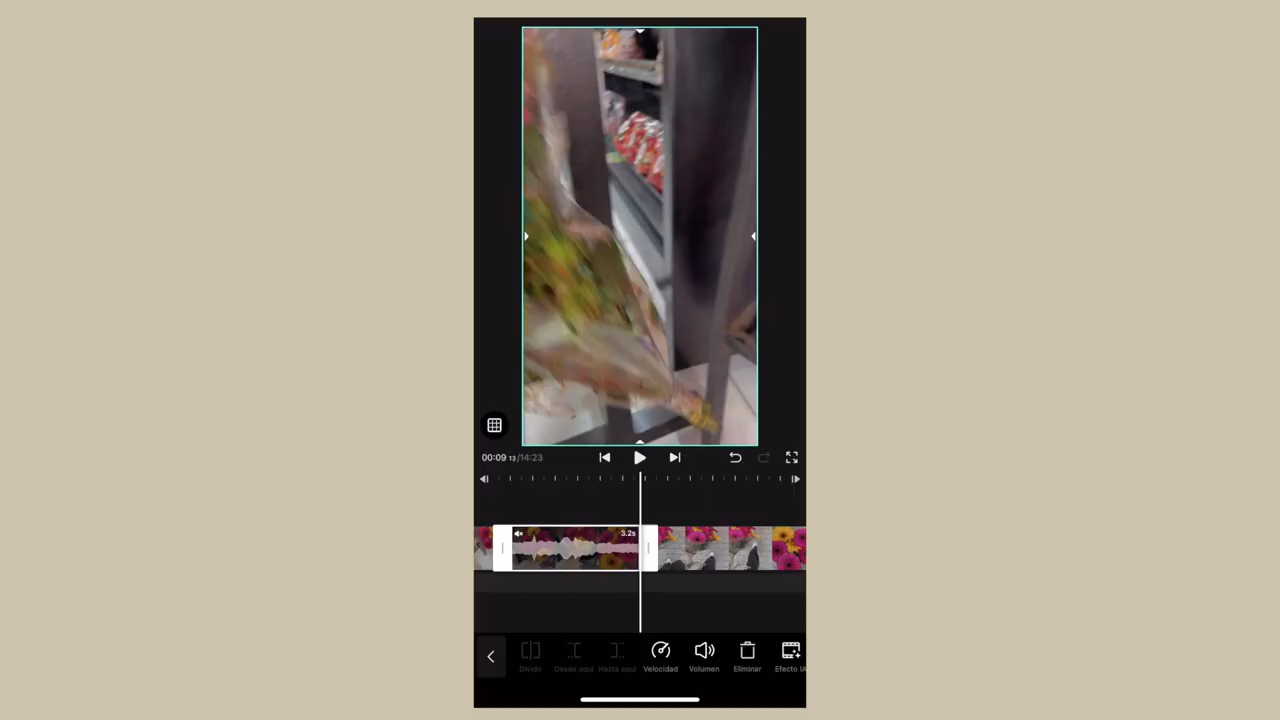 00:09 13/14:23
3.2s
Dividir Desde aquí Hasta aquí Velocidad Volumen Eliminar Efecto IA